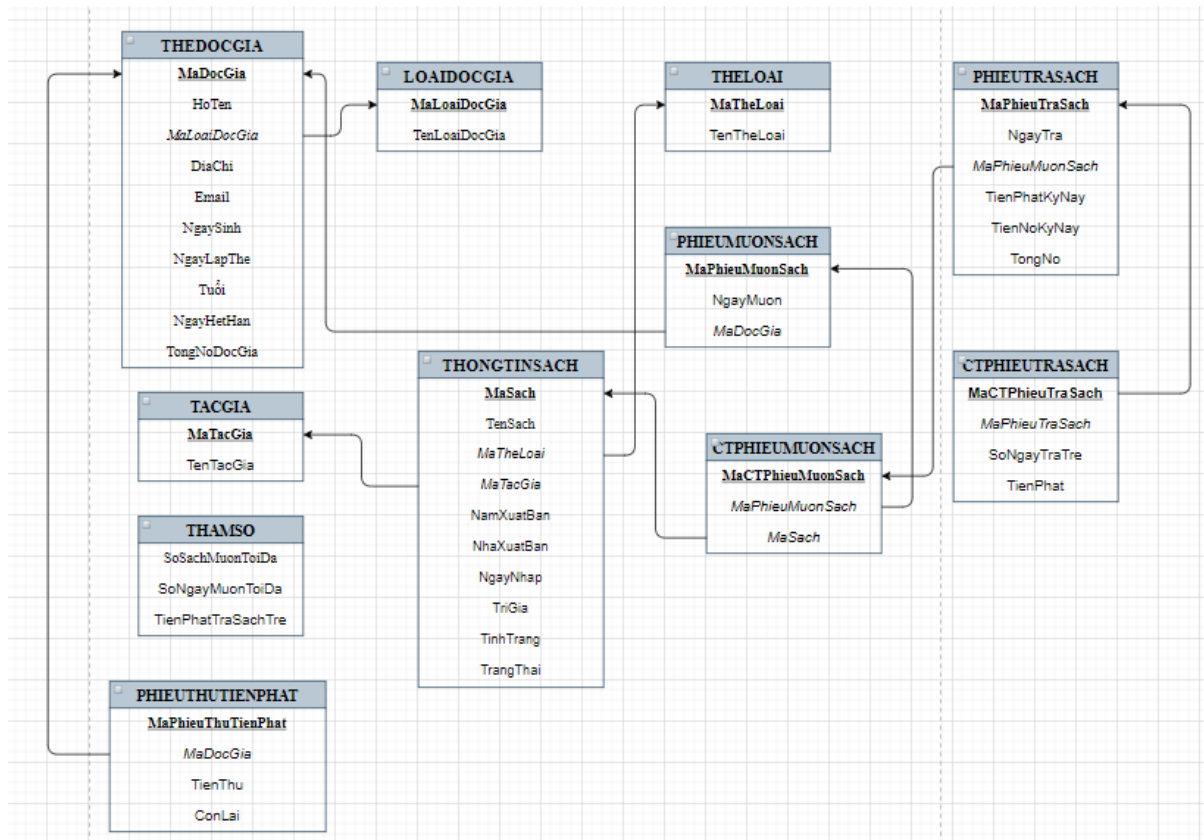 THEDOCGIA
MaDocGia
HoTen
MaLoaiDocGia
DiaChi
Email
NgaySinh
NgayLapThe
Tuổi
NgayHetHan
TongNoDocGia
LOAIDOCGIA
MaLoaiDocGia
TenLoaiDocGia
THELOAI
MaTheLoai
TenTheLoai
PHIEUTRASACH
MaPhieuTraSach
NgayTra
MaPhieuMuonSach
TienPhatKyNay
TienNoKyNay
TongNo
PHIEUMUONSACH
MaPhieuMuonSach
NgayMuon
MaDocGia
THONGTINSACH
MaSach
TenSach
MaTheLoai
MaTacGia
NamXuatBan
NhaXuatBan
NgayNhap
TriGia
TinhTrang
TrangThai
CTPHIEUTRASACH
MaCTPhieuTraSach
MaPhieuTraSach
SoNgayTraTre
TienPhat
TACGIA
MaTacGia
TenTacGia
CTPHIEUMUONSACH
MaCTPhieuMuonSach
MaPhieuMuonSach
MaSach
THAMSO
SoSachMuonToiDa
SoNgayMuonToiDa
TienPhatTraSachTre
PHIEUTHUTIENPHAT
MaPhieuThuTienPhat
MaDocGia
TienThu
ConLai